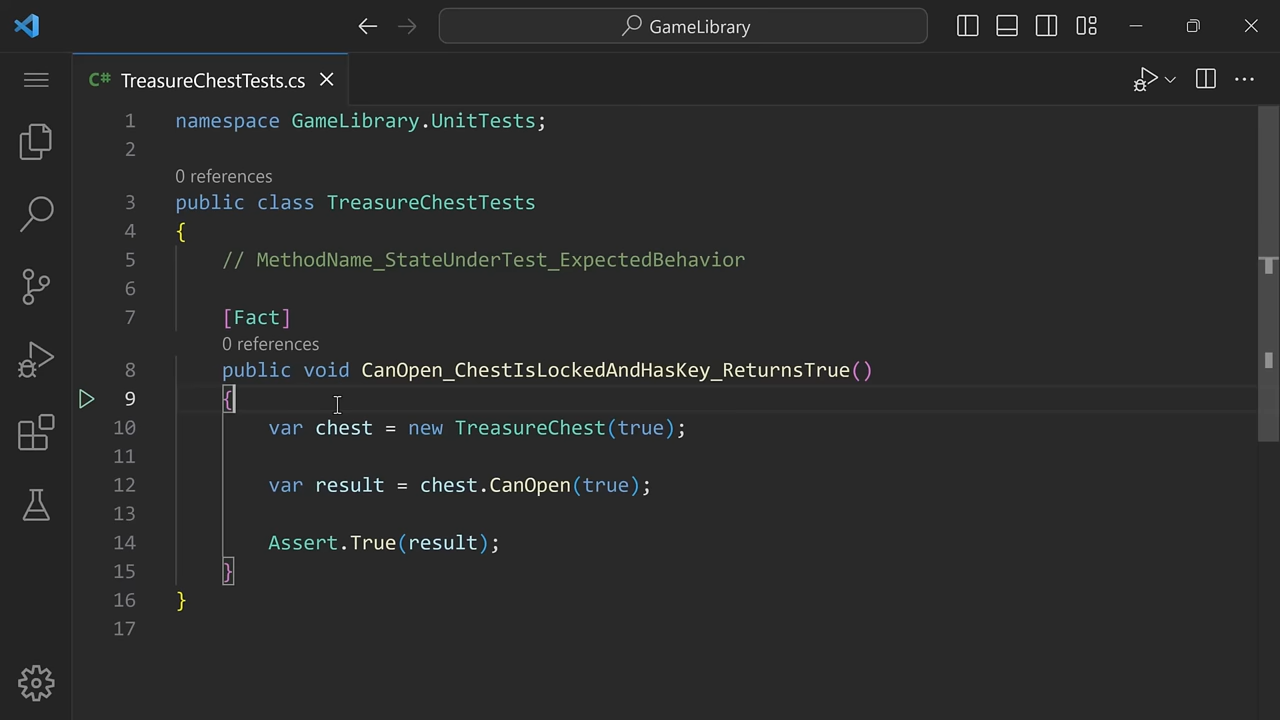 GameLibrary
C# TreasureChestTests.cs
1 namespace GameLibrary.UnitTests;
2
0 references
3 public class TreasureChestTests
4 {
5 // MethodName_StateUnderTest_ExpectedBehavior
6
7 [Fact]
0 references
8 public void CanOpen_ChestIsLockedAndHasKey_ReturnsTrue()
9 {
10 var chest = new TreasureChest(true);
11
12 var result = chest.CanOpen(true);
13
14 Assert.True(result);
15 }
16 }
17